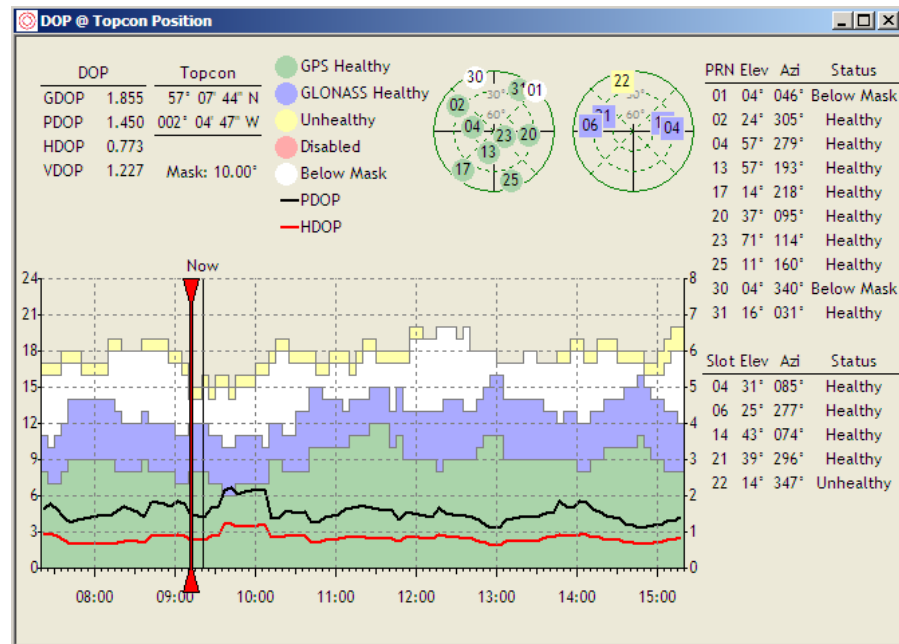 DOP @ Topcon Position
DOP
GDOP 1.855
PDOP 1.450
HDOP 0.773
VDOP 1.227
Topcon
57° 07' 44" N
002° 04' 47" W
Mask: 10.00°
GPS Healthy
GLONASS Healthy
Unhealthy
Disabled
Below Mask
PDOP
HDOP
30 31 01
30°
02
60°
04 23 20
13
17 25
22
30°
60°
06 21 04
PRN Elev Azi Status
01 04° 046° Below Mask
02 24° 305° Healthy
04 57° 279° Healthy
13 57° 193° Healthy
17 14° 218° Healthy
20 37° 095° Healthy
23 71° 114° Healthy
25 11° 160° Healthy
30 04° 340° Below Mask
31 16° 031° Healthy
Slot Elev Azi Status
04 31° 085° Healthy
06 25° 277° Healthy
14 43° 074° Healthy
21 39° 296° Healthy
22 14° 347° Unhealthy
Now
24 8
21 7
18 6
15 5
12 4
9 3
6 2
3 1
0 0
08:00 09:00 10:00 11:00 12:00 13:00 14:00 15:00